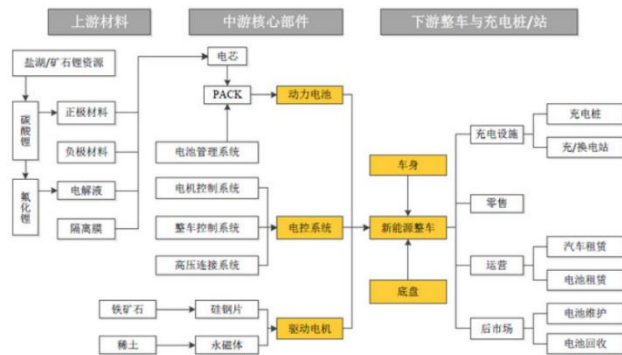 上游材料
中游核心部件
下游整车与充电桩/站
盐湖/矿石锂资源
碳酸锂
正极材料
负极材料
氟化锂
电解液
隔离膜
电芯
PACK
动力电池
电池管理系统
电机控制系统
整车控制系统
电控系统
高压连接系统
铁矿石
硅钢片
稀土
永磁体
驱动电机
车身
新能源整车
底盘
充电设施
充电桩
充/换电站
零售
运营
汽车租赁
电池租赁
后市场
电池维护
电池回收